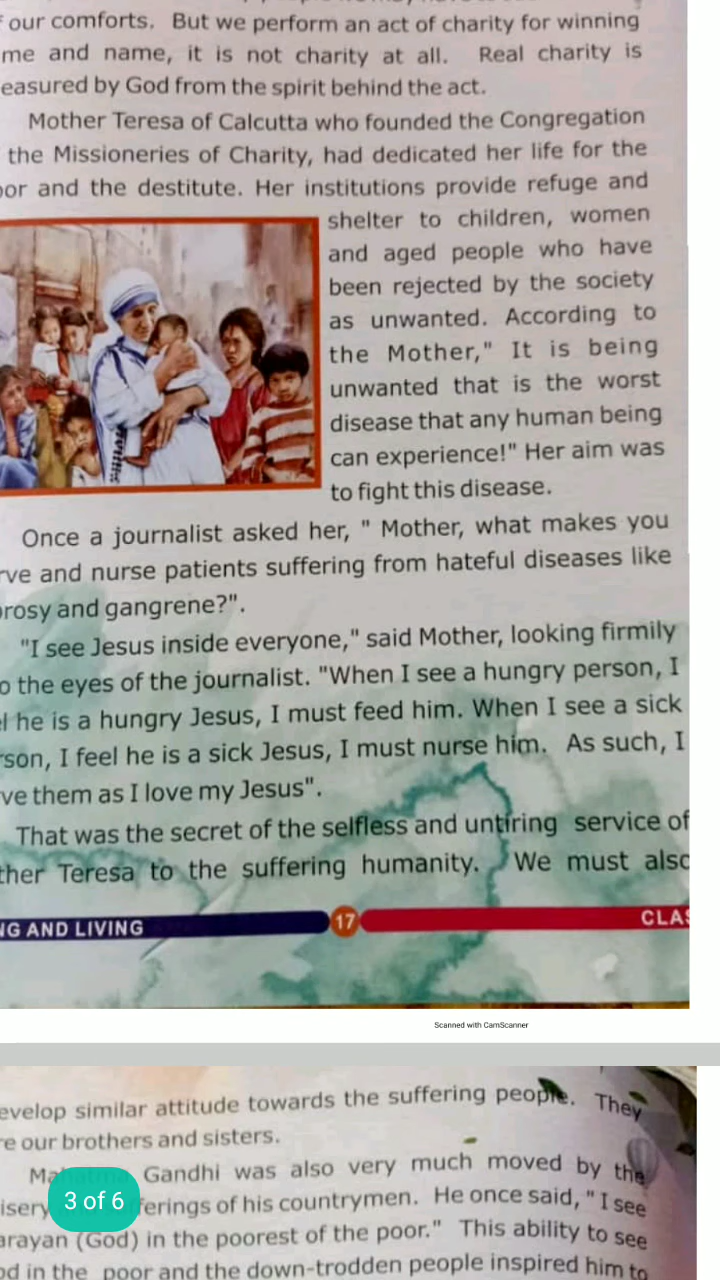 our comforts. But we perform an act of charity for winning
me and name, it is not charity at all. Real charity is
easured by God from the spirit behind the act.
Mother Teresa of Calcutta who founded the Congregation
the Missioneries of Charity, had dedicated her life for the
oor and the destitute. Her institutions provide refuge and
shelter to children, women
and aged people who have
been rejected by the society
as unwanted. According to
the Mother," It is being
unwanted that is the worst
disease that any human being
can experience!" Her aim was
to fight this disease.
Once a journalist asked her, " Mother, what makes you
rve and nurse patients suffering from hateful diseases like
prosy and gangrene?".
"I see Jesus inside everyone," said Mother, looking firmly
o the eyes of the journalist. "When I see a hungry person, I
el he is a hungry Jesus, I must feed him. When I see a sick
rson, I feel he is a sick Jesus, I must nurse him. As such, I
ve them as I love my Jesus".
That was the secret of the selfless and untiring service of
ther Teresa to the suffering humanity. We must also
NG AND LIVING 17 CLAS
Scanned with CamScanner
evelop similar attitude towards the suffering people. They
re our brothers and sisters.
Gandhi was also very much moved by the
isery ferings of his countrymen. He once said, " I see
arayan (God) in the poorest of the poor." This ability to see
od in the poor and the down-trodden people inspired him to
3 of 6